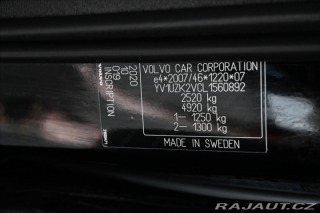 VOLVO CAR CORPORATION
e4*2007/46*1220*07
YV1UZK2VCL1560892
2520 kg
4920 kg
1— 1250 kg
2— 1300 kg
MADE IN SWEDEN
2020
INSCRIPTION
RAJAUT.CZ